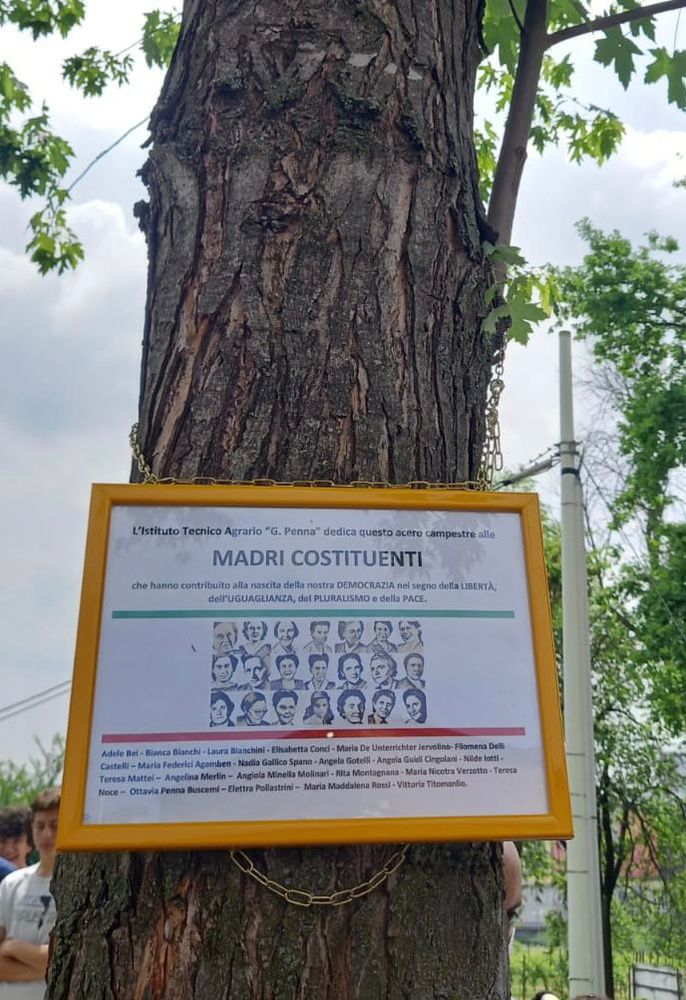 L'Istituto Tecnico Agrario "G. Penna" dedica questo acero campestre alle
MADRI COSTITUENTI
che hanno contribuito alla nascita della nostra DEMOCRAZIA nel segno della LIBERTÀ,
dell'UGUAGLIANZA, del PLURALISMO e della PACE.
Adele Bei - Bianca Bianchi - Laura Bianchini - Elisabetta Conci - Maria De Unterrichter Jervolino- Filomena Delli
Castelli – Maria Federici Agamben - Nadia Gallico Spano - Angela Gotelli - Angela Guidi Cingolani - Nilde Iotti -
Teresa Mattei – Angelina Merlin – Angiola Minella Molinari - Rita Montagnana - Maria Nicotra Verzotto - Teresa
Noce – Ottavia Penna Buscemi – Elettra Pollastrini – Maria Maddalena Rossi - Vittoria Titomanlio.